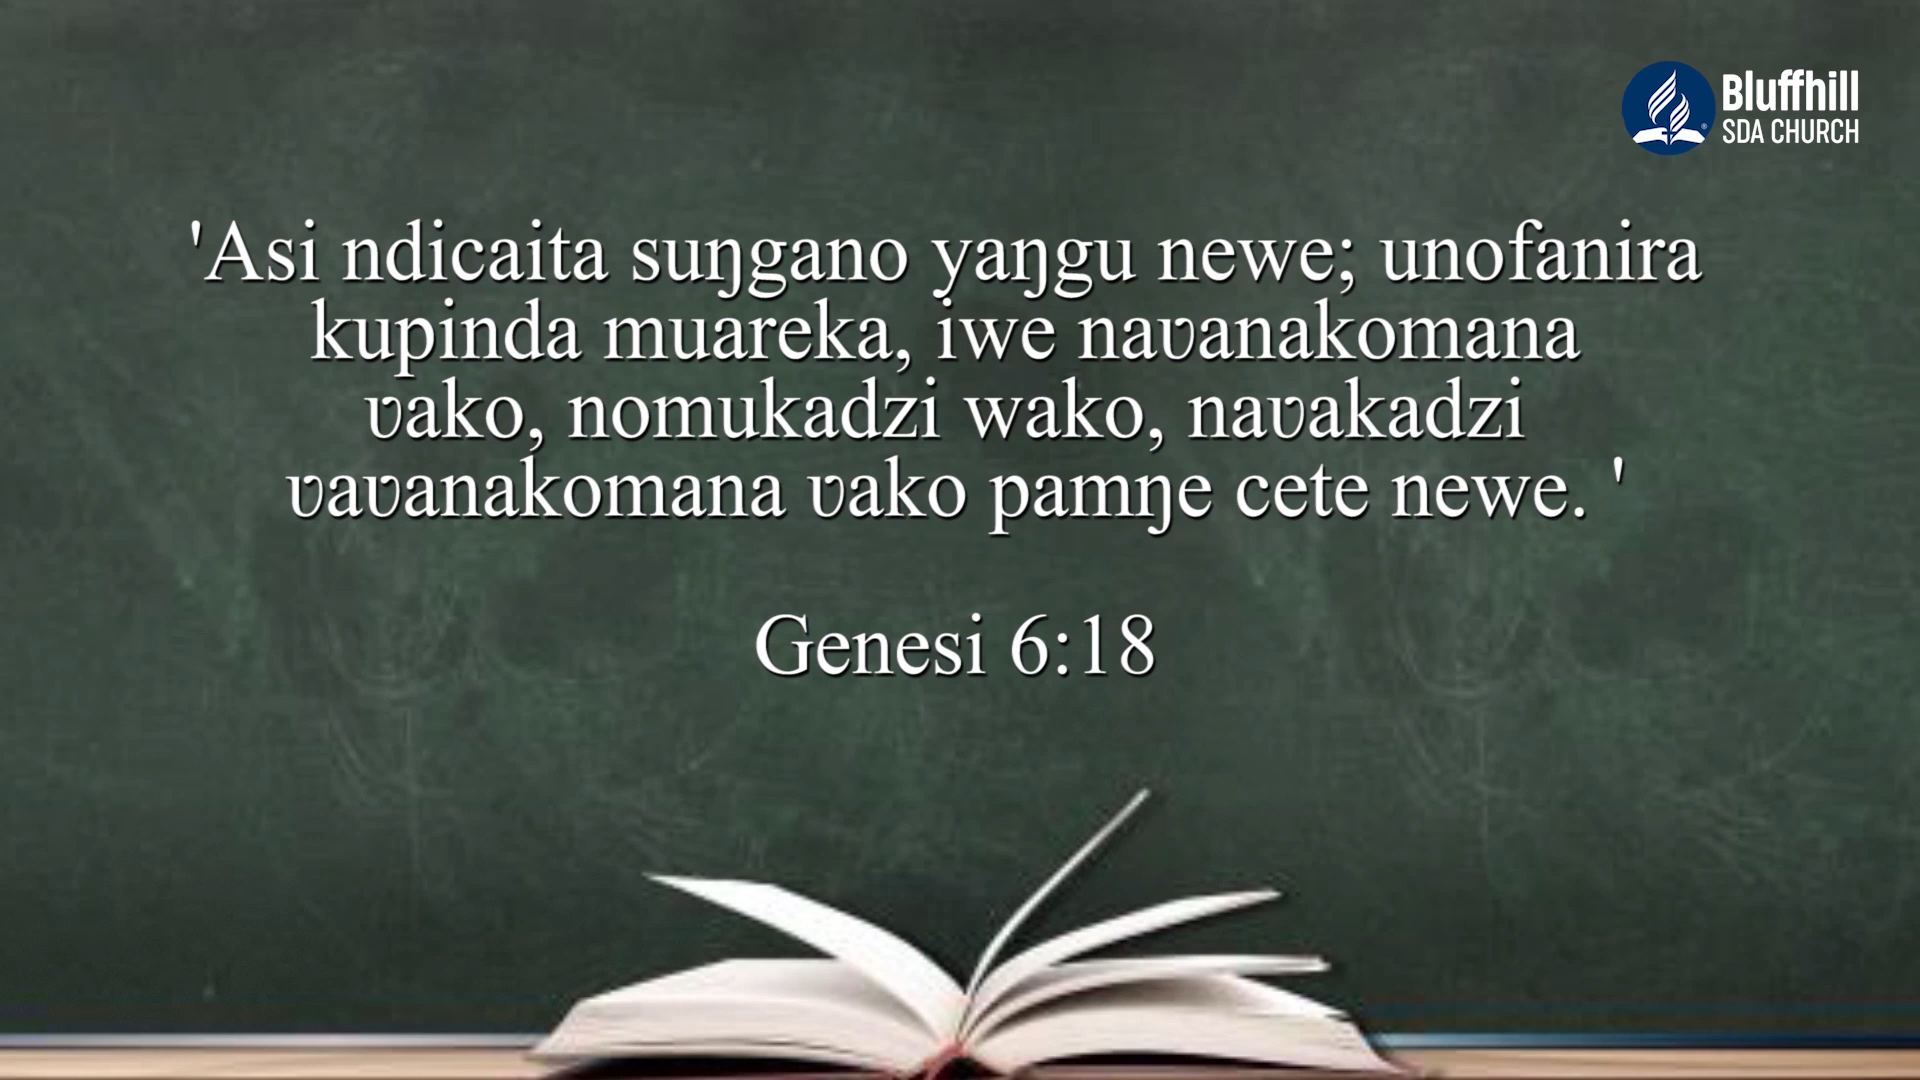 Bluffhill
SDA CHURCH
'Asi ndicaita suŋgano yaŋgu newe; unofanira
kupinda muareka, iwe naʋanakomana
ʋako, nomukadzi wako, naʋakadzi
ʋaʋanakomana ʋako pamŋe cete newe. '
Genesi 6:18